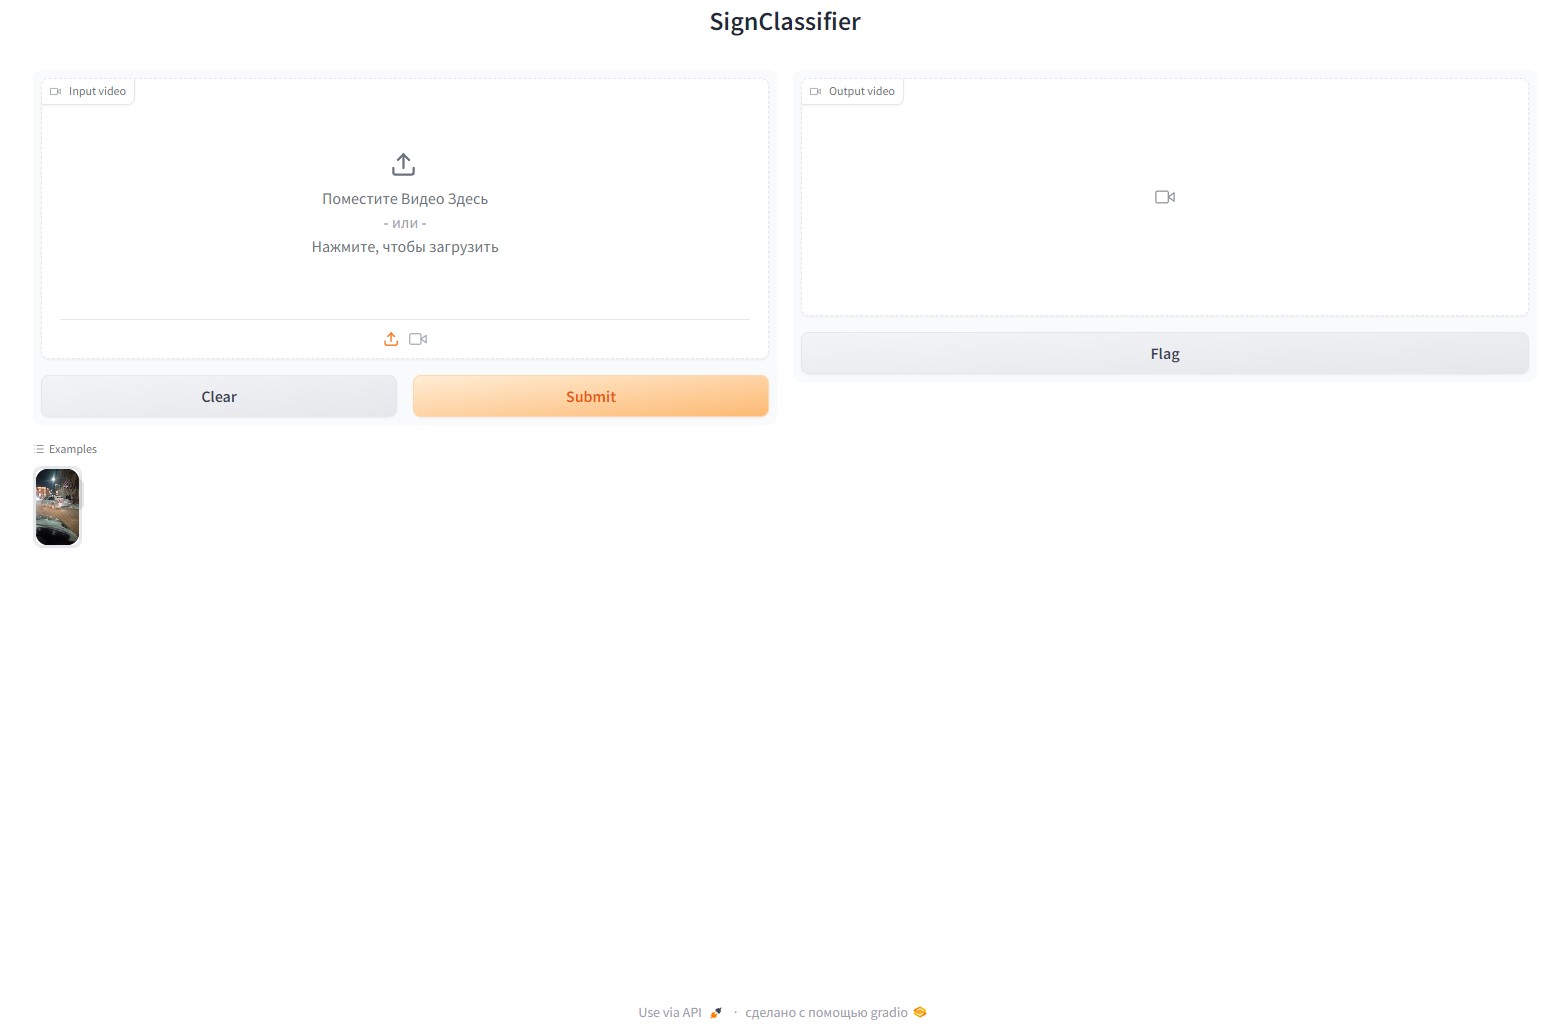 SignClassifier
Input video
Поместите Видео Здесь
- или -
Нажмите, чтобы загрузить
Clear
Submit
Output video
Flag
Examples
Use via API · сделано с помощью gradio